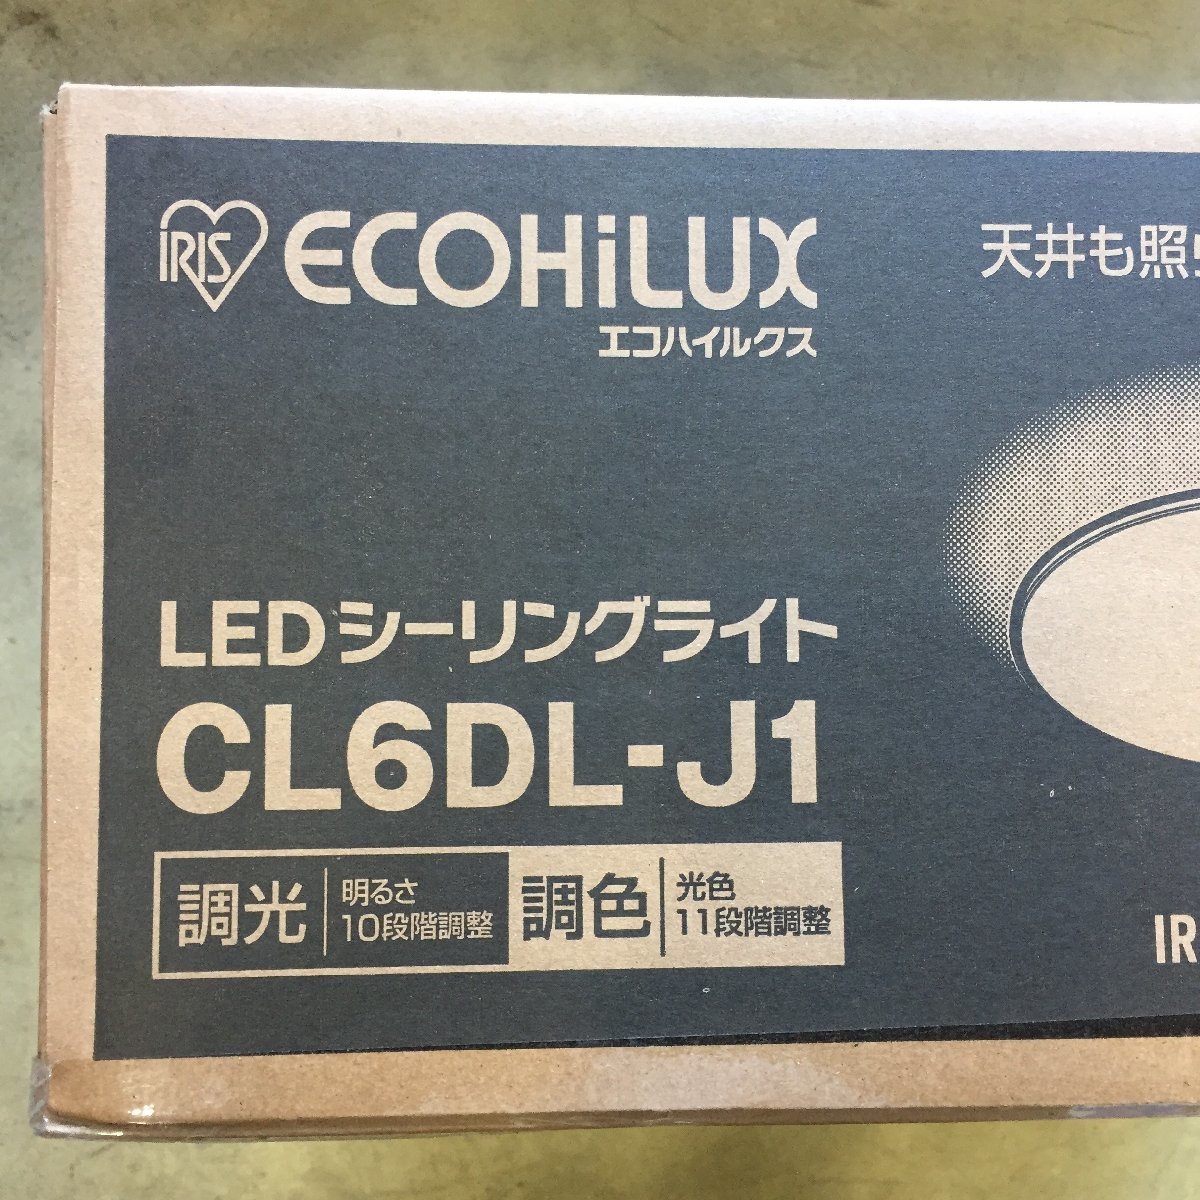 IRIS ECOHiLUX
エコハイルクス
天井も照
LEDシーリングライト
CL6DL-J1
調光 明るさ 10段階調整
調色 光色 11段階調整
IR